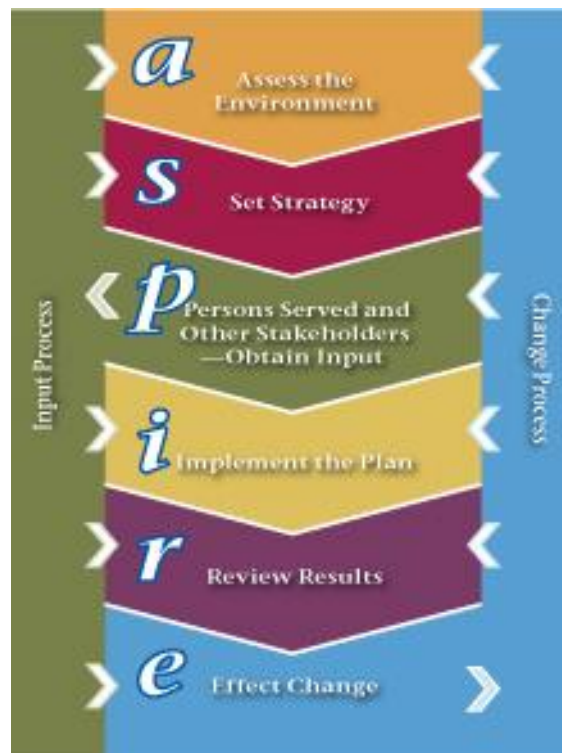 a
Assess the
Environment
s
Set Strategy
p
Persons Served and
Other Stakeholders
—Obtain Input
i
Implement the Plan
r
Review Results
e
Effect Change
Input Process
Change Process